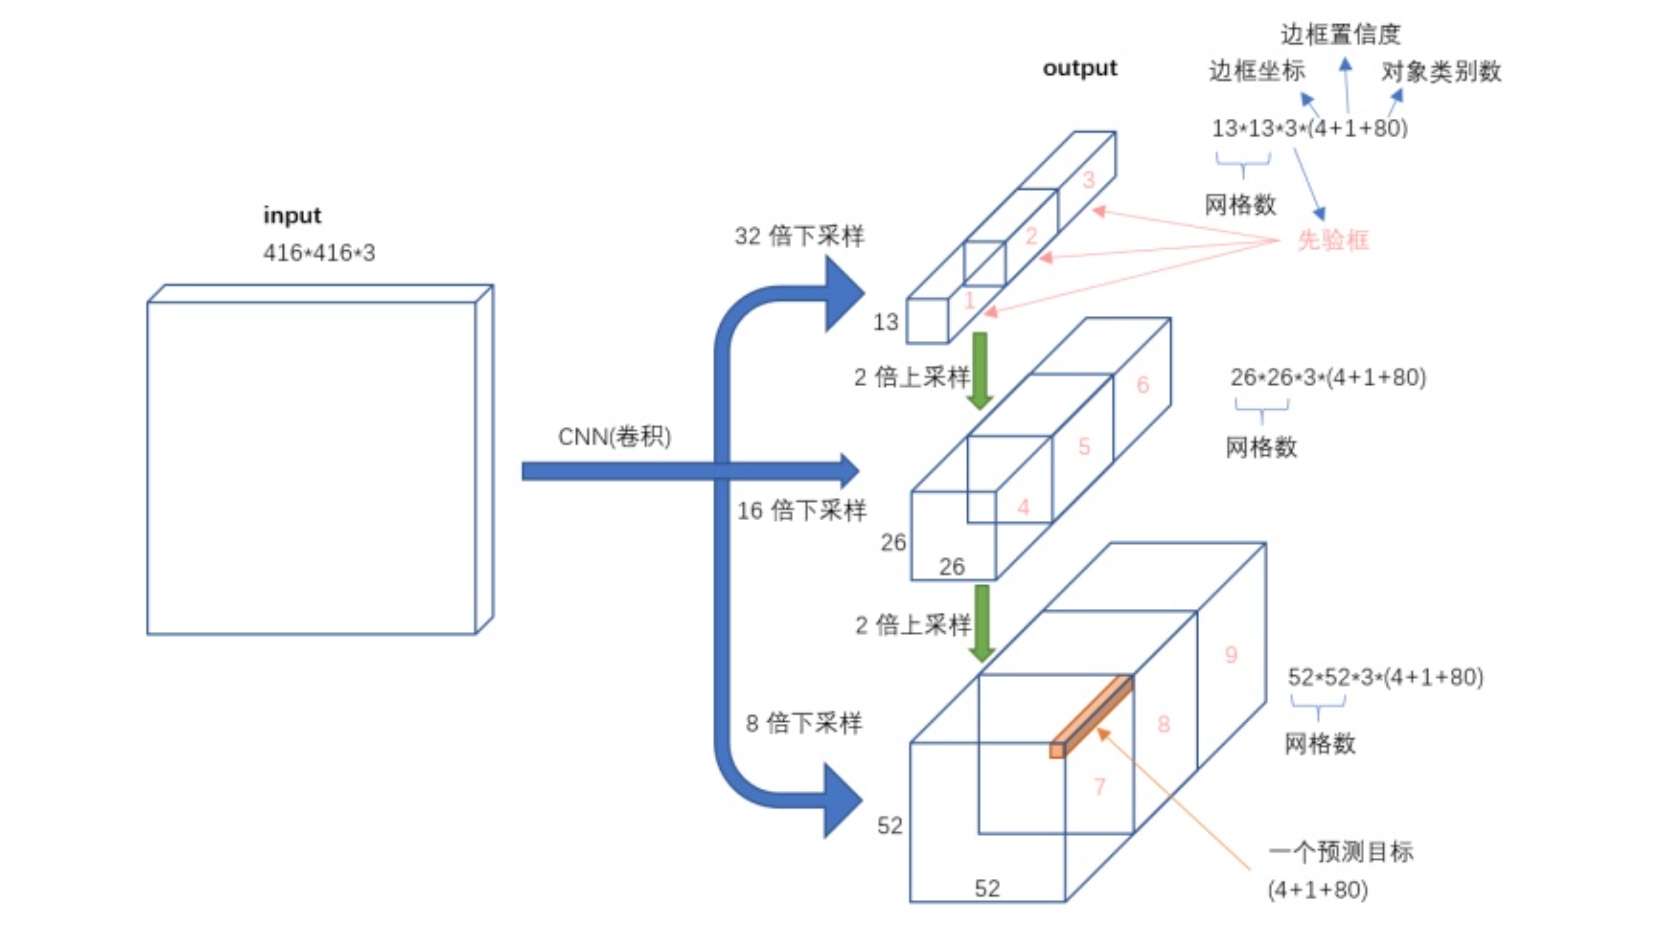 input
416*416*3
CNN(卷积)
32 倍下采样
16 倍下采样
8 倍下采样
output
13
1
2
3
2 倍上采样
26
26
4
5
6
2 倍上采样
52
52
7
8
9
边框置信度
边框坐标
对象类别数
13*13*3*(4+1+80)
网格数
先验框
26*26*3*(4+1+80)
网格数
52*52*3*(4+1+80)
网格数
一个预测目标
(4+1+80)